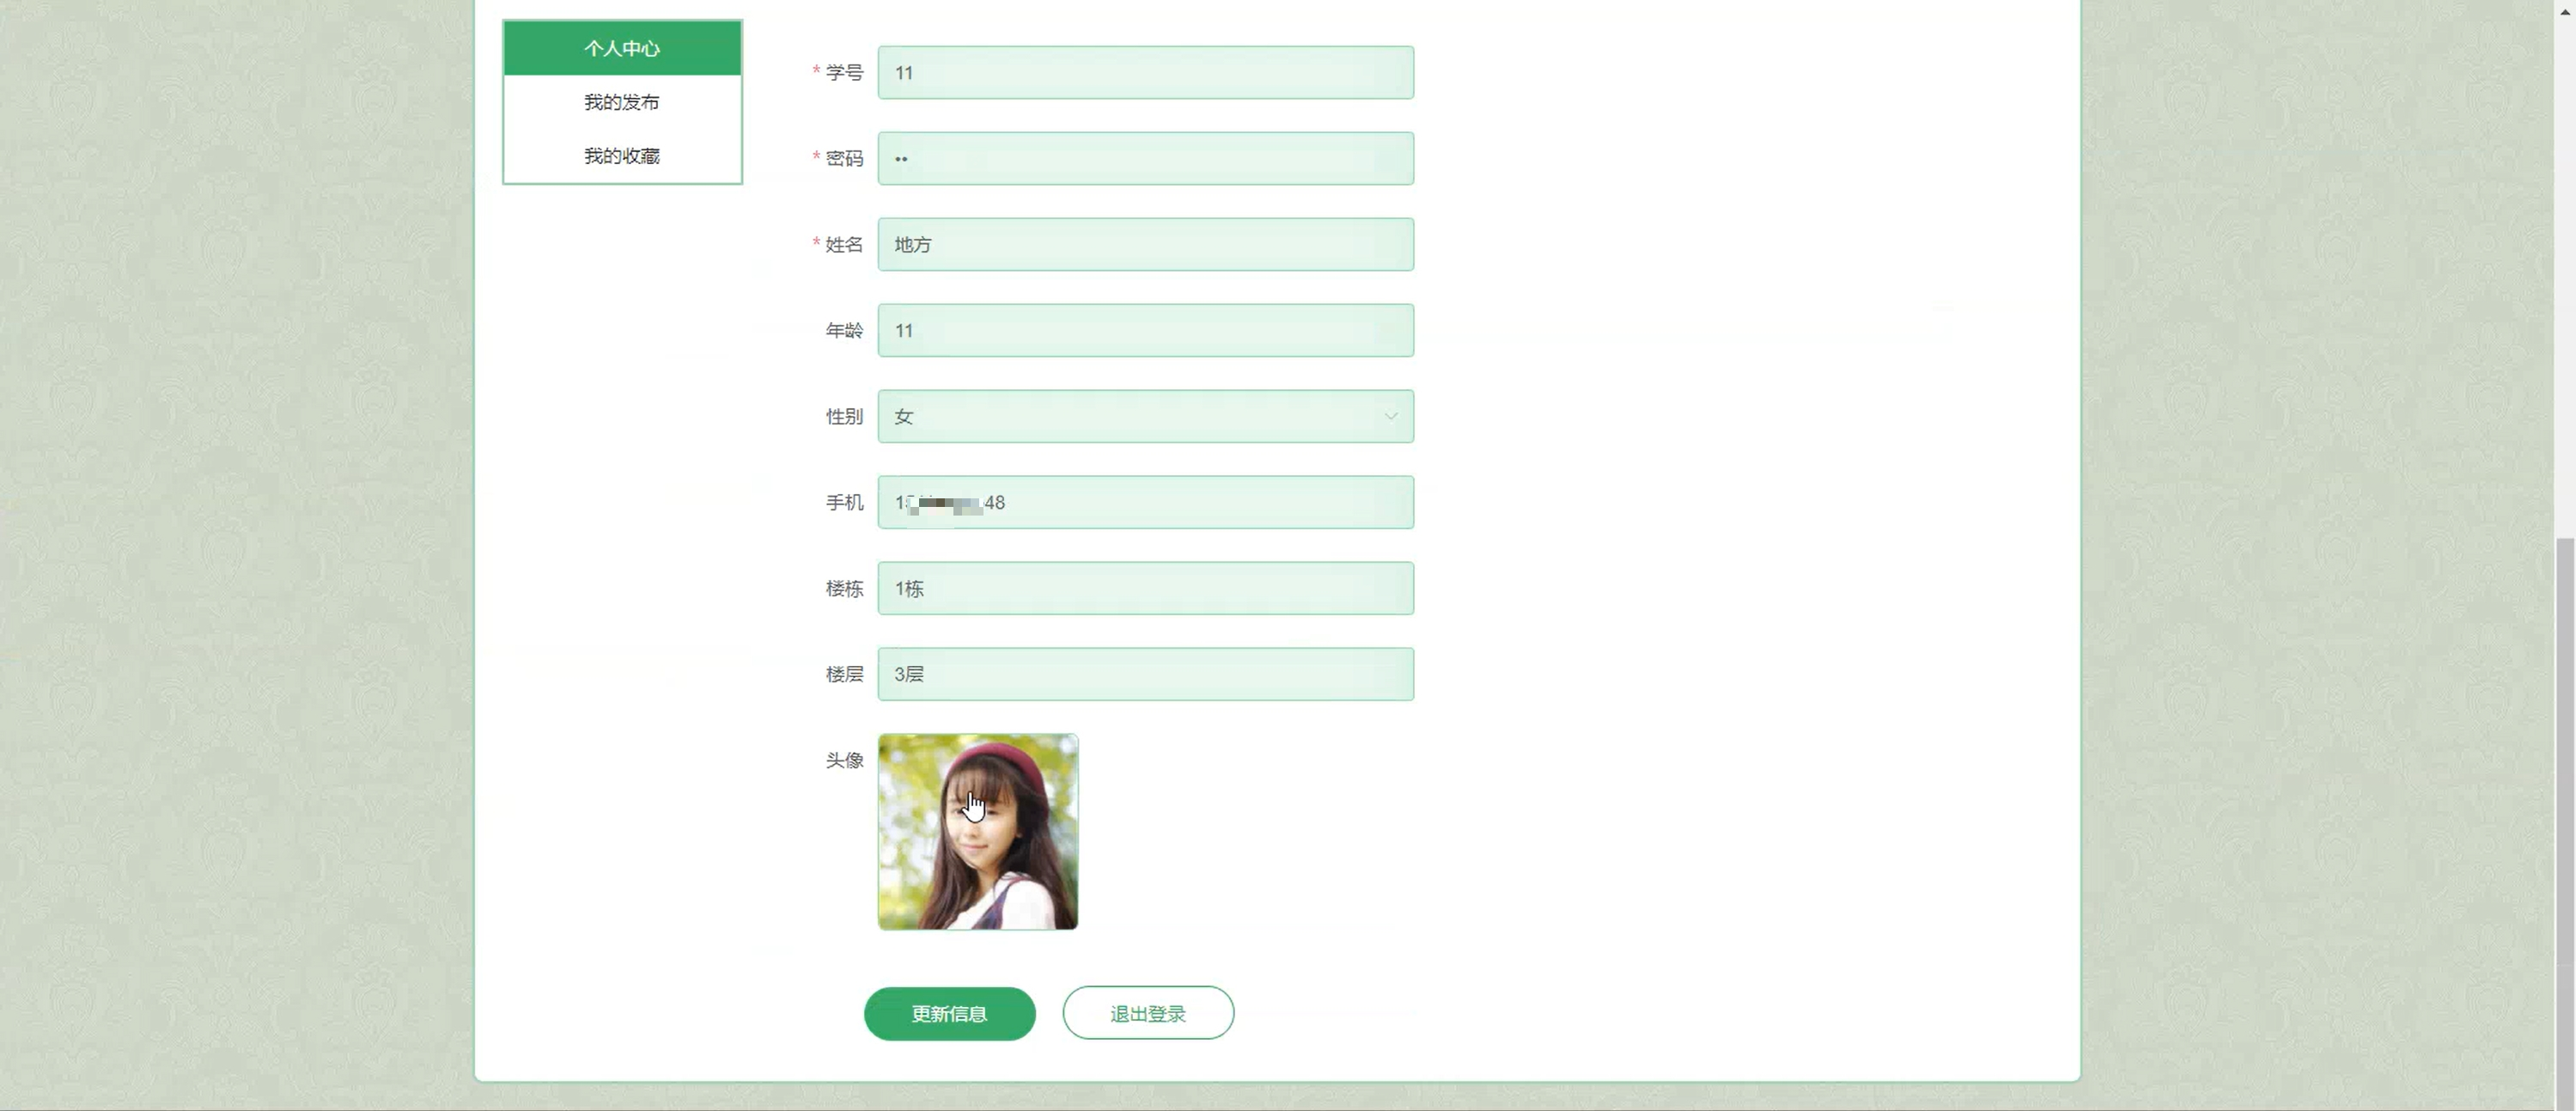 个人中心
我的发布
我的收藏
* 学号 11
* 密码 ••
* 姓名 地方
年龄 11
性别 女
手机 1 48
楼栋 1栋
楼层 3层
头像
更新信息 退出登录